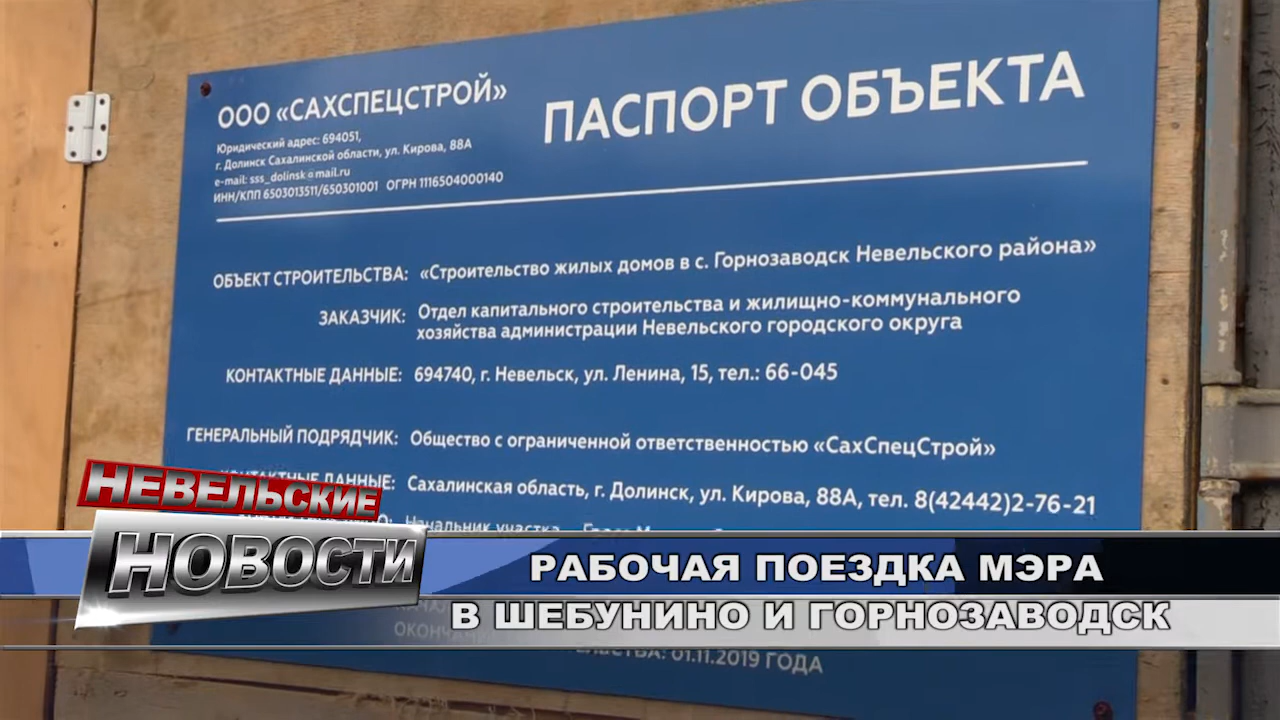 ООО «САХСПЕЦСТРОЙ»
ПАСПОРТ ОБЪЕКТА
Юридический адрес: 694051,
г. Долинск Сахалинской области, ул. Кирова, 88А
e-mail: sss_dolinsk@mail.ru
ИНН/КПП 6503013511/650301001 ОГРН 1116504000140
ОБЪЕКТ СТРОИТЕЛЬСТВА: «Строительство жилых домов в с. Горнозаводск Невельского района»
ЗАКАЗЧИК: Отдел капитального строительства и жилищно-коммунального
хозяйства администрации Невельского городского округа
КОНТАКТНЫЕ ДАННЫЕ: 694740, г. Невельск, ул. Ленина, 15, тел.: 66-045
ГЕНЕРАЛЬНЫЙ ПОДРЯДЧИК: Общество с ограниченной ответственностью «СахСпецСтрой»
КОНТАКТНЫЕ ДАННЫЕ: Сахалинская область, г. Долинск, ул. Кирова, 88А, тел. 8(42442)2-76-21
Начальник участка
НЕВЕЛЬСКИЕ
НОВОСТИ
РАБОЧАЯ ПОЕЗДКА МЭРА
В ШЕБУНИНО И ГОРНОЗАВОДСК
01.11.2019 ГОДА